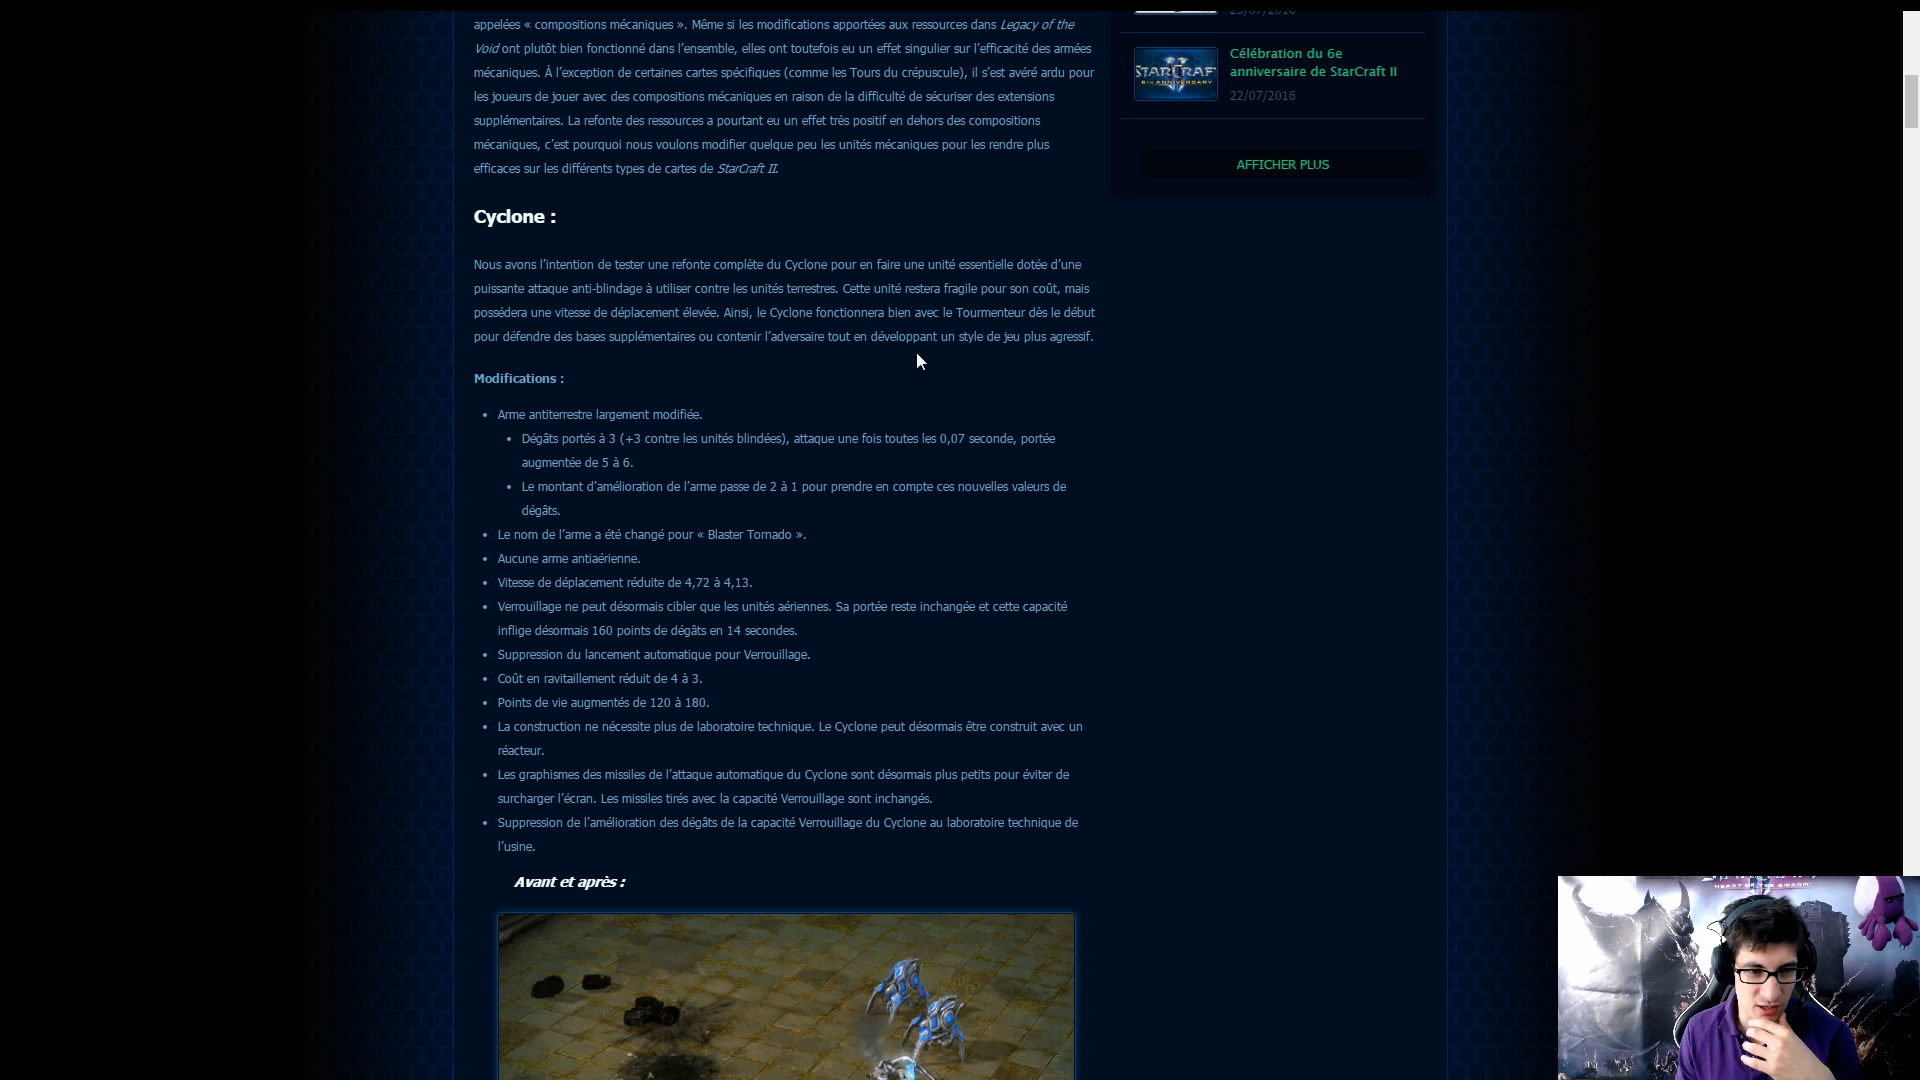 appelées « compositions mécaniques ». Même si les modifications apportées aux ressources dans Legacy of the
Void ont plutôt bien fonctionné dans l’ensemble, elles ont toutefois eu un effet singulier sur l’efficacité des armées
mécaniques. À l’exception de certaines cartes spécifiques (comme les Tours du crépuscule), il s’est avéré ardu pour
les joueurs de jouer avec des compositions mécaniques en raison de la difficulté de sécuriser des extensions
supplémentaires. La refonte des ressources a pourtant eu un effet très positif en dehors des compositions
mécaniques, c’est pourquoi nous voulons modifier quelque peu les unités mécaniques pour les rendre plus
efficaces sur les différents types de cartes de StarCraft II.
Cyclone :
Nous avons l’intention de tester une refonte complète du Cyclone pour en faire une unité essentielle dotée d’une
puissante attaque anti-blindage à utiliser contre les unités terrestres. Cette unité restera fragile pour son coût, mais
possédera une vitesse de déplacement élevée. Ainsi, le Cyclone fonctionnera bien avec le Tourmenteur dès le début
pour défendre des bases supplémentaires ou contenir l’adversaire tout en développant un style de jeu plus agressif.
Modifications :
• Arme antiterrestre largement modifiée.
• Dégâts portés à 3 (+3 contre les unités blindées), attaque une fois toutes les 0,07 seconde, portée
augmentée de 5 à 6.
• Le montant d’amélioration de l’arme passe de 2 à 1 pour prendre en compte ces nouvelles valeurs de
dégâts.
• Le nom de l’arme a été changé pour « Blaster Tornado ».
• Aucune arme antiaérienne.
• Vitesse de déplacement réduite de 4,72 à 4,13.
• Verrouillage ne peut désormais cibler que les unités aériennes. Sa portée reste inchangée et cette capacité
inflige désormais 160 points de dégâts en 14 secondes.
• Suppression du lancement automatique pour Verrouillage.
• Coût en ravitaillement réduit de 4 à 3.
• Points de vie augmentés de 120 à 180.
• La construction ne nécessite plus de laboratoire technique. Le Cyclone peut désormais être construit avec un
réacteur.
• Les graphismes des missiles de l’attaque automatique du Cyclone sont désormais plus petits pour éviter de
surcharger l’écran. Les missiles tirés avec la capacité Verrouillage sont inchangés.
• Suppression de l’amélioration des dégâts de la capacité Verrouillage du Cyclone au laboratoire technique de
l’usine.
Avant et après :
STARCRAFT
II
6TH ANNIVERSARY
Célébration du 6e
anniversaire de StarCraft II
22/07/2016
AFFICHER PLUS
HEART OF THE SWARM